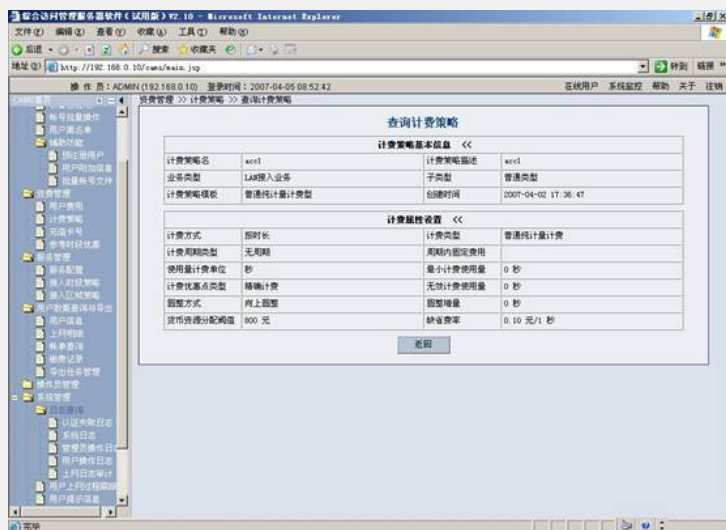 综合访问管理服务器软件（试用版）V2.10 - Microsoft Internet Explorer
文件(F) 编辑(E) 查看(V) 收藏(A) 工具(T) 帮助(H)
后退 搜索 收藏夹
地址(D) http://192.168.0.10/cams/main.jsp 转到 链接 »
操 作 员：ADMIN (192.168.0.10) 登录时间：2007-04-05 08:52:42 在线用户 系统监控 帮助 关于 注销
资费管理 >> 计费策略 >> 查询计费策略
帐号批量操作
用户黑名单
辅助功能
预注册用户
用户附加信息
批量帐号文件
资费管理
用户费用
计费策略
充值卡号
参考时段优惠
服务管理
服务配置
接入时段策略
接入区域策略
用户数据查询与导出
用户信息
上网明细
帐单查询
缴费记录
导出任务管理
操作员管理
系统管理
日志查询
认证失败日志
系统日志
管理员操作日志
用户操作日志
上网日志审计
用户上网过程跟踪
用户提示信息
查询计费策略
计费策略基本信息 <<
计费策略名 acc1 计费策略描述 acc1
业务类型 LAN接入业务 子类型 普通类型
计费策略模板 普通纯计量计费型 创建时间 2007-04-02 17:36:47
计费属性设置 <<
计费方式 按时长 计费类型 普通纯计量计费
计费周期类型 无周期 周期内固定费用
使用量计费单位 秒 最小计费使用量 0 秒
计费优惠点类型 精确计费 无效计费使用量 0 秒
圆整方式 向上圆整 圆整增量 0 秒
货币资源分配阀值 800 元 缺省费率 0.10 元/1 秒
返回
完毕